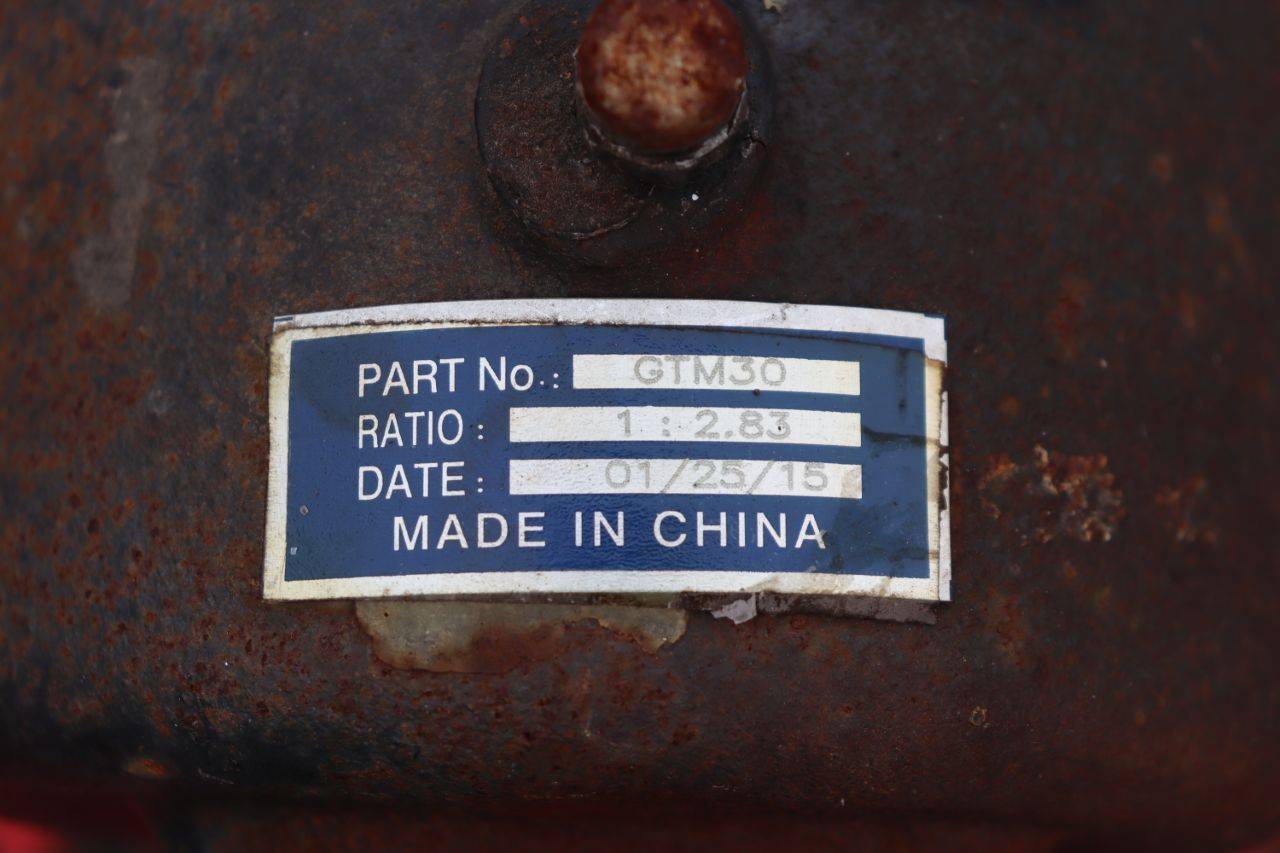 PART No.: GTM30
RATIO: 1 : 2.83
DATE: 01/25/15
MADE IN CHINA